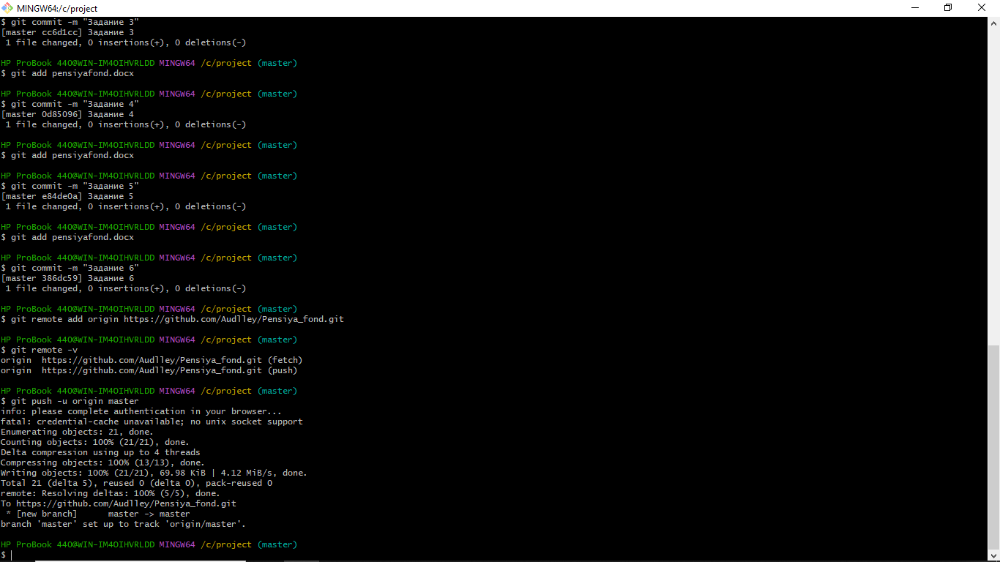 MINGW64:/c/project
$ git commit -m "Задание 3"
[master cc6d1cc] Задание 3
 1 file changed, 0 insertions(+), 0 deletions(-)
HP ProBook 440@WIN-IM4OIHVRLDD MINGW64 /c/project (master)
$ git add pensiyafond.docx
HP ProBook 440@WIN-IM4OIHVRLDD MINGW64 /c/project (master)
$ git commit -m "Задание 4"
[master 0d85096] Задание 4
 1 file changed, 0 insertions(+), 0 deletions(-)
HP ProBook 440@WIN-IM4OIHVRLDD MINGW64 /c/project (master)
$ git add pensiyafond.docx
HP ProBook 440@WIN-IM4OIHVRLDD MINGW64 /c/project (master)
$ git commit -m "Задание 5"
[master e84de0a] Задание 5
 1 file changed, 0 insertions(+), 0 deletions(-)
HP ProBook 440@WIN-IM4OIHVRLDD MINGW64 /c/project (master)
$ git add pensiyafond.docx
HP ProBook 440@WIN-IM4OIHVRLDD MINGW64 /c/project (master)
$ git commit -m "Задание 6"
[master 386dc59] Задание 6
 1 file changed, 0 insertions(+), 0 deletions(-)
HP ProBook 440@WIN-IM4OIHVRLDD MINGW64 /c/project (master)
$ git remote add origin https://github.com/Audlley/Pensiya_fond.git
HP ProBook 440@WIN-IM4OIHVRLDD MINGW64 /c/project (master)
$ git remote -v
origin  https://github.com/Audlley/Pensiya_fond.git (fetch)
origin  https://github.com/Audlley/Pensiya_fond.git (push)
HP ProBook 440@WIN-IM4OIHVRLDD MINGW64 /c/project (master)
$ git push -u origin master
info: please complete authentication in your browser...
fatal: credential-cache unavailable; no unix socket support
Enumerating objects: 21, done.
Counting objects: 100% (21/21), done.
Delta compression using up to 4 threads
Compressing objects: 100% (13/13), done.
Writing objects: 100% (21/21), 69.98 KiB | 4.12 MiB/s, done.
Total 21 (delta 5), reused 0 (delta 0), pack-reused 0
remote: Resolving deltas: 100% (5/5), done.
To https://github.com/Audlley/Pensiya_fond.git
 * [new branch]      master -> master
branch 'master' set up to track 'origin/master'.
HP ProBook 440@WIN-IM4OIHVRLDD MINGW64 /c/project (master)
$